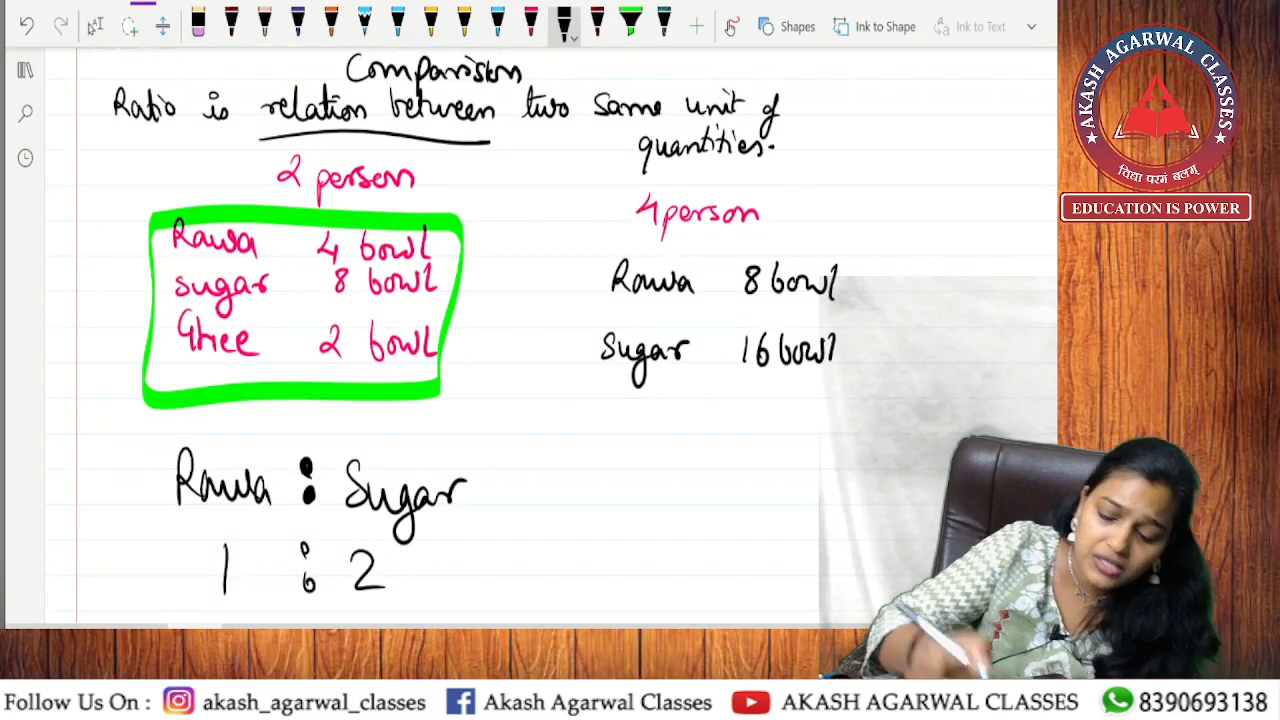 Shapes
Ink to Shape
Ink to Text
Comparision
Ratio is relation between two same unit of
quantities.
2 person
Rawa 4 bowl
sugar 8 bowl
Ghee 2 bowl
4 person
Rawa 8 bowl
Sugar 16 bowl
Rawa : Sugar
1 : 2
AKASH AGARWAL CLASSES
विद्या परमं बलम्
EDUCATION IS POWER
Follow Us On : akash_agarwal_classes Akash Agarwal Classes AKASH AGARWAL CLASSES 8390693138